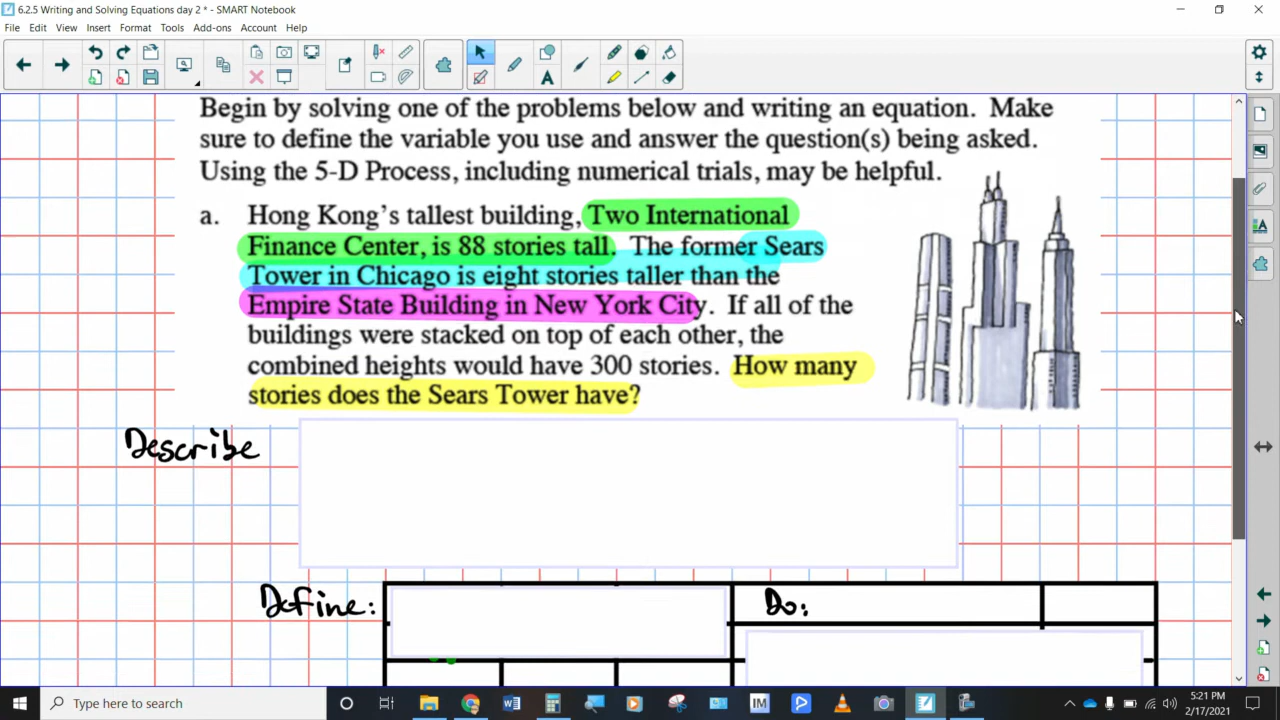 6.2.5 Writing and Solving Equations day 2 * - SMART Notebook
File Edit View Insert Format Tools Add-ons Account Help
Begin by solving one of the problems below and writing an equation. Make
sure to define the variable you use and answer the question(s) being asked.
Using the 5-D Process, including numerical trials, may be helpful.
a. Hong Kong's tallest building, Two International
Finance Center, is 88 stories tall. The former Sears
Tower in Chicago is eight stories taller than the
Empire State Building in New York City. If all of the
buildings were stacked on top of each other, the
combined heights would have 300 stories. How many
stories does the Sears Tower have?
Describe
Define: Do:
Type here to search
5:21 PM
2/17/2021